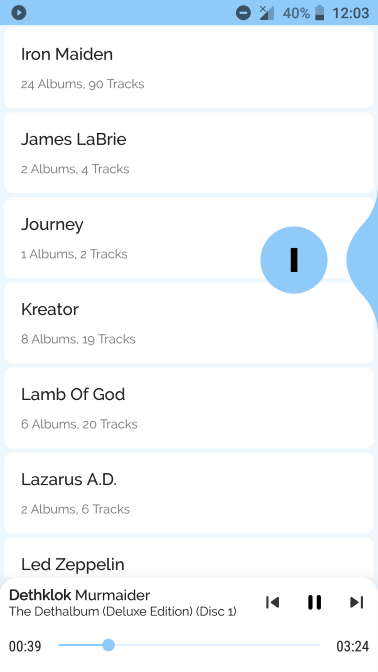 40% 12:03
Iron Maiden
24 Albums, 90 Tracks
James LaBrie
2 Albums, 4 Tracks
Journey
1 Albums, 2 Tracks
I
Kreator
8 Albums, 19 Tracks
Lamb Of God
6 Albums, 20 Tracks
Lazarus A.D.
2 Albums, 6 Tracks
Led Zeppelin
Dethklok Murmaider
The Dethalbum (Deluxe Edition) (Disc 1)
00:39 03:24